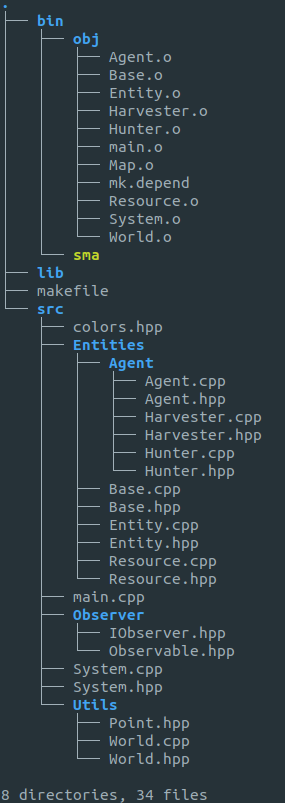 .
bin
obj
Agent.o
Base.o
Entity.o
Harvester.o
Hunter.o
main.o
Map.o
mk.depend
Resource.o
System.o
World.o
sma
lib
makefile
src
colors.hpp
Entities
Agent
Agent.cpp
Agent.hpp
Harvester.cpp
Harvester.hpp
Hunter.cpp
Hunter.hpp
Base.cpp
Base.hpp
Entity.cpp
Entity.hpp
Resource.cpp
Resource.hpp
main.cpp
Observer
IObserver.hpp
Observable.hpp
System.cpp
System.hpp
Utils
Point.hpp
World.cpp
World.hpp
8 directories, 34 files